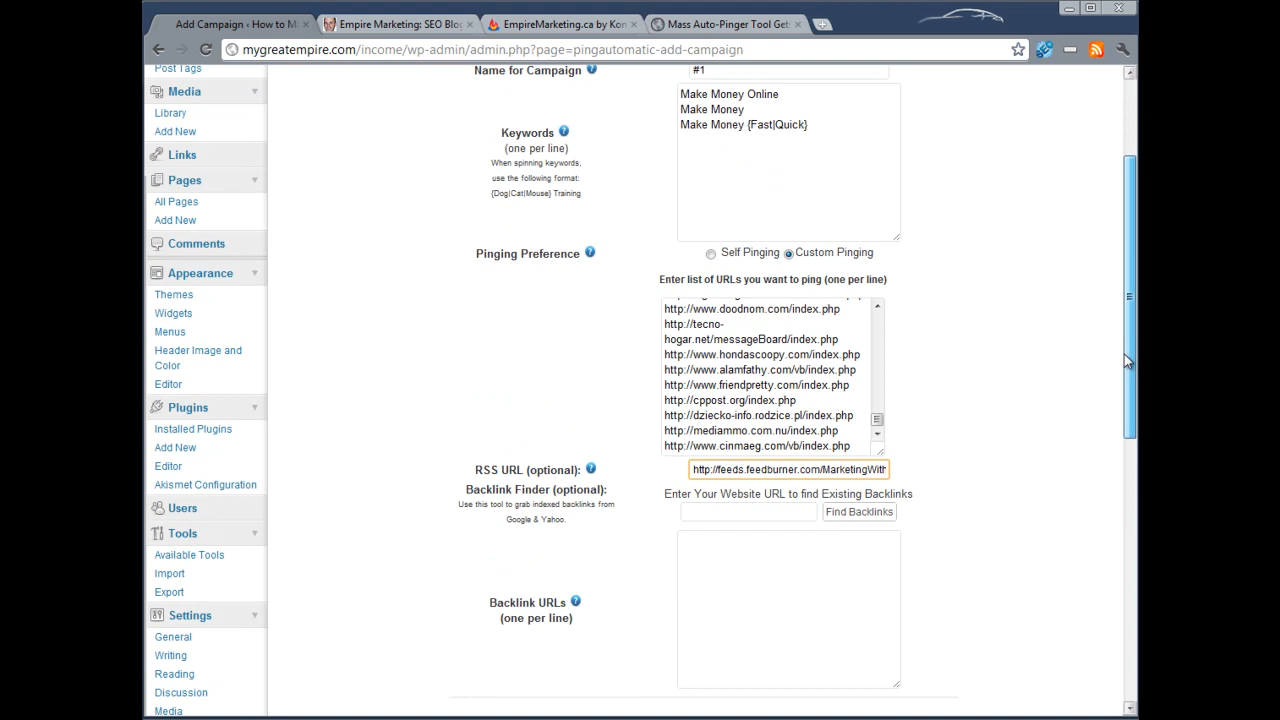 Add Campaign ‹ How to M
Empire Marketing: SEO Blog
EmpireMarketing.ca by Kon
Mass Auto-Pinger Tool Get
mygreatempire.com/income/wp-admin/admin.php?page=pingautomatic-add-campaign
Post Tags
Media
Library
Add New
Links
Pages
All Pages
Add New
Comments
Appearance
Themes
Widgets
Menus
Header Image and
Color
Editor
Plugins
Installed Plugins
Add New
Editor
Akismet Configuration
Users
Tools
Available Tools
Import
Export
Settings
General
Writing
Reading
Discussion
Media
Name for Campaign
#1
Keywords
(one per line)
When spinning keywords,
use the following format:
{Dog|Cat|Mouse} Training
Make Money Online
Make Money
Make Money {Fast|Quick}
Pinging Preference
Self Pinging Custom Pinging
Enter list of URLs you want to ping (one per line)
http://www.doodnom.com/index.php
http://tecno-
hogar.net/messageBoard/index.php
http://www.hondascoopy.com/index.php
http://www.alamfathy.com/vb/index.php
http://www.friendpretty.com/index.php
http://cppost.org/index.php
http://dziecko-info.rodzice.pl/index.php
http://mediammo.com.nu/index.php
http://www.cinmaeg.com/vb/index.php
RSS URL (optional):
http://feeds.feedburner.com/MarketingWith
Backlink Finder (optional):
Use this tool to grab indexed backlinks from
Google & Yahoo.
Enter Your Website URL to find Existing Backlinks
Find Backlinks
Backlink URLs
(one per line)